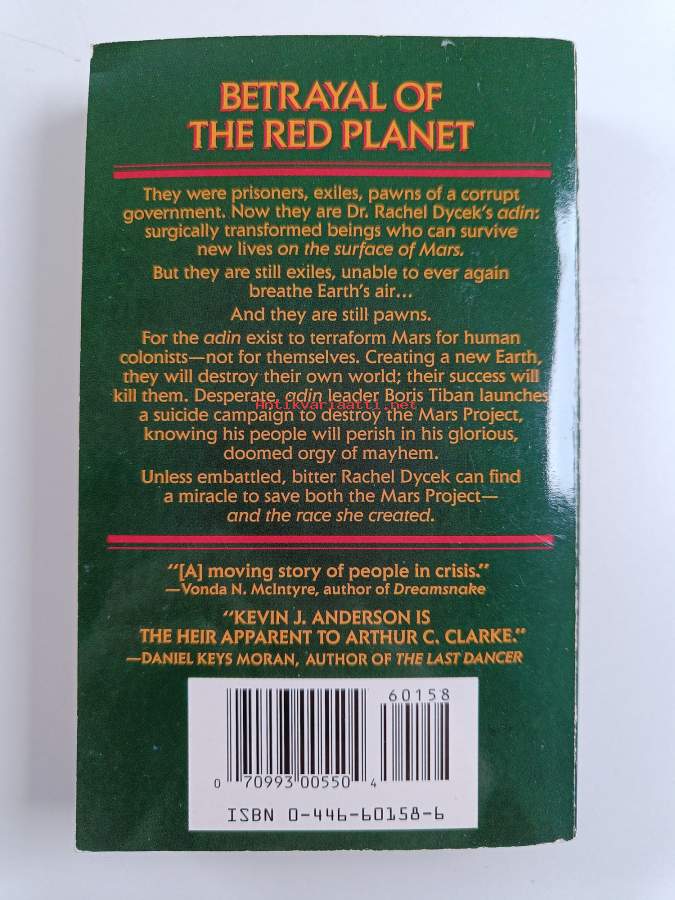 BETRAYAL OF
THE RED PLANET
They were prisoners, exiles, pawns of a corrupt
government. Now they are Dr. Rachel Dycek's adin:
surgically transformed beings who can survive
new lives on the surface of Mars.
But they are still exiles, unable to ever again
breathe Earth's air...
And they are still pawns.
For the adin exist to terraform Mars for human
colonists—not for themselves. Creating a new Earth,
they will destroy their own world; their success will
kill them. Desperate, adin leader Boris Tiban launches
Antikvariaatti.net
a suicide campaign to destroy the Mars Project,
knowing his people will perish in his glorious,
doomed orgy of mayhem.
Unless embattled, bitter Rachel Dycek can find
a miracle to save both the Mars Project—
and the race she created.
"[A] moving story of people in crisis."
—Vonda N. McIntyre, author of Dreamsnake
"KEVIN J. ANDERSON IS
THE HEIR APPARENT TO ARTHUR C. CLARKE."
—DANIEL KEYS MORAN, AUTHOR OF THE LAST DANCER
60158
0 70993 00550 4
ISBN 0-446-60158-6